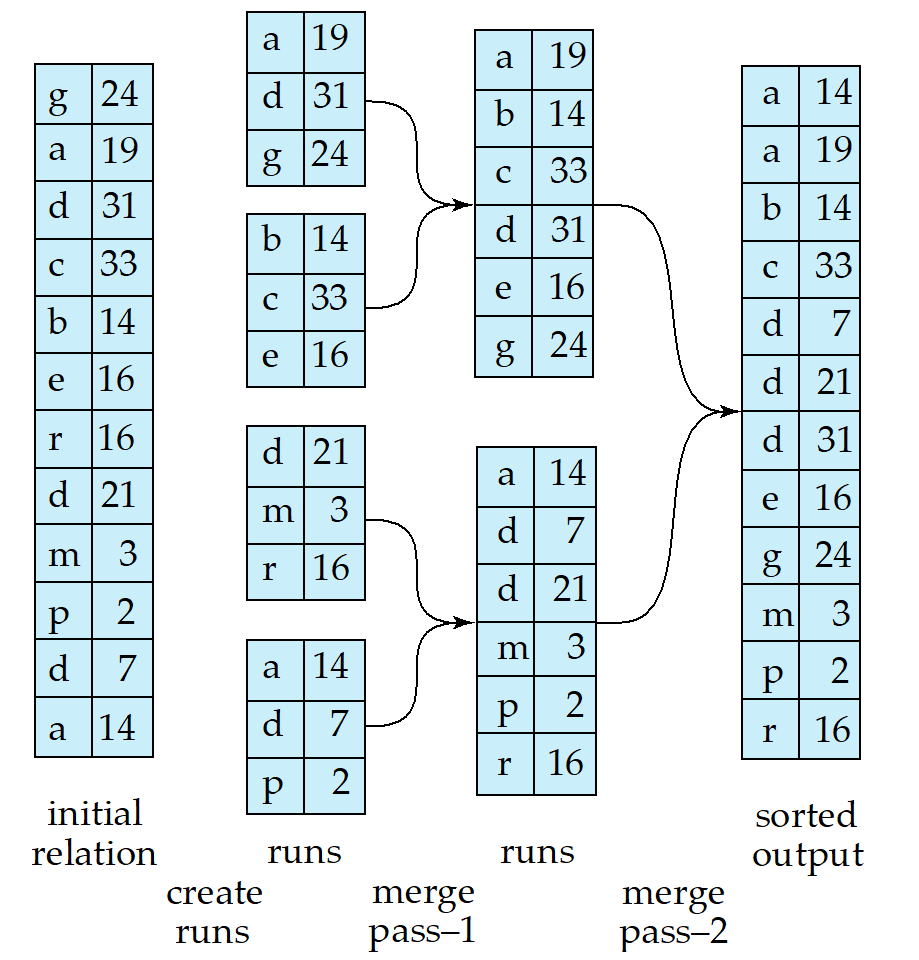 g 24
a 19
d 31
c 33
b 14
e 16
r 16
d 21
m 3
p 2
d 7
a 14
initial
relation
create
runs
a 19
d 31
g 24
b 14
c 33
e 16
d 21
m 3
r 16
a 14
d 7
p 2
runs
merge
pass–1
a 19
b 14
c 33
d 31
e 16
g 24
a 14
d 7
d 21
m 3
p 2
r 16
runs
merge
pass–2
a 14
a 19
b 14
c 33
d 7
d 21
d 31
e 16
g 24
m 3
p 2
r 16
sorted
output